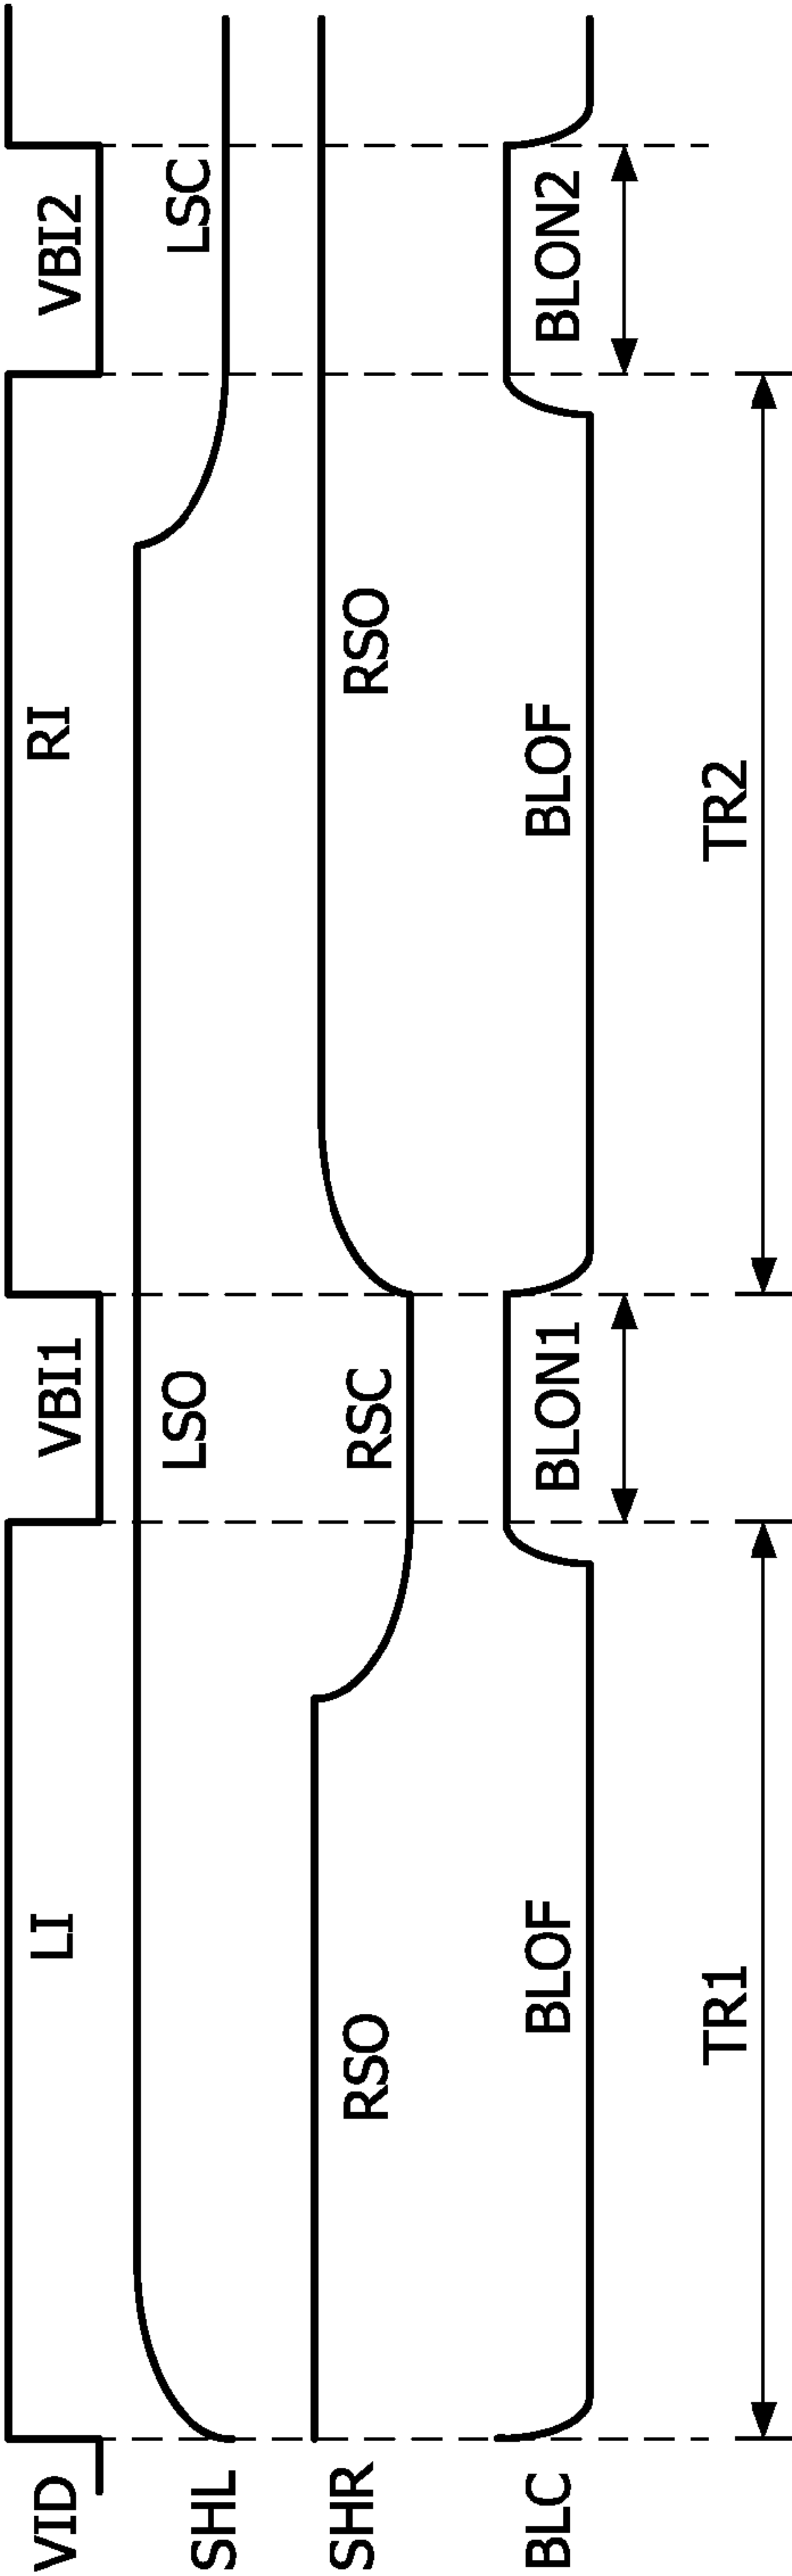 VID LI VBI1 RI VBI2
SHL LSO LSC
SHR RSO RSC RSO
BLC BLOF BLON1 BLOF BLON2
TR1 TR2